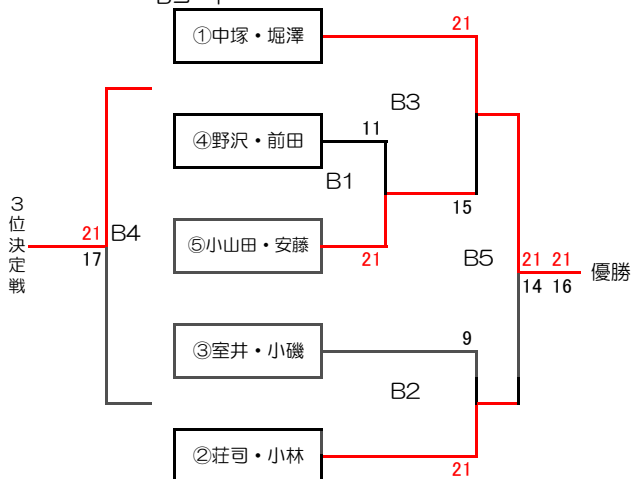 ①中塚・堀澤
21
B3
④野沢・前田
11
B1
15
3位決定戦
21
17
B4
⑤小山田・安藤
21
B5
21 21
14 16
優勝
③室井・小磯
9
B2
②荘司・小林
21